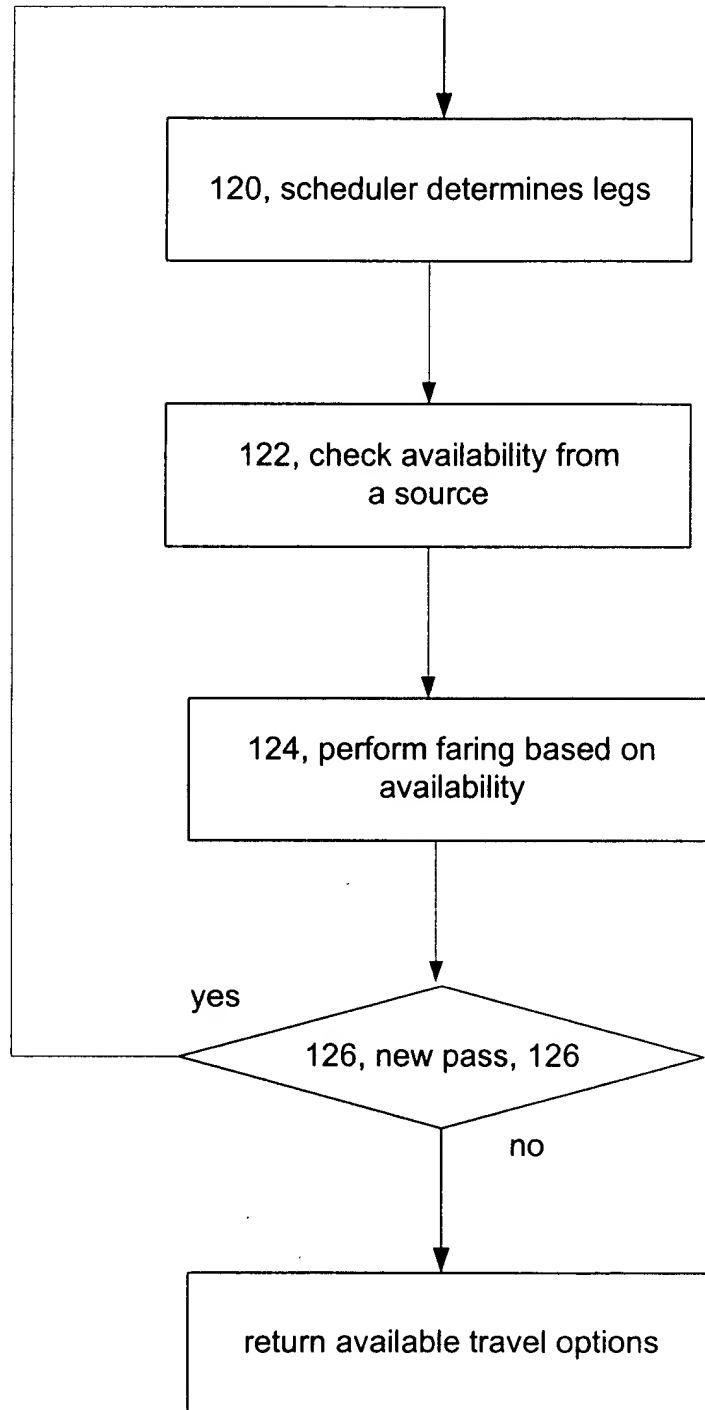 120, scheduler determines legs
122, check availability from
a source
124, perform faring based on
availability
yes
126, new pass, 126
no
return available travel options